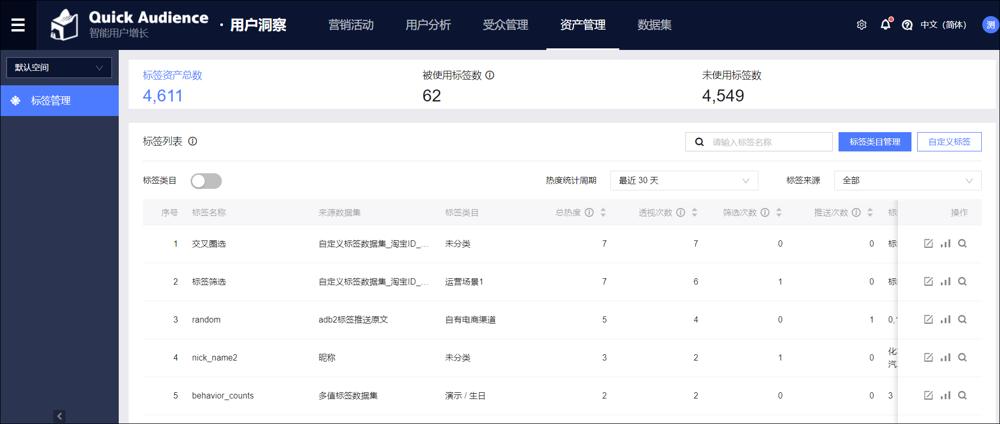 Quick Audience
智能用户增长
· 用户洞察
营销活动
用户分析
受众管理
资产管理
数据集
中文 (简体)
测
默认空间
标签管理
标签资产总数
4,611
被使用标签数
62
未使用标签数
4,549
标签列表
请输入标签名称
标签类目管理
自定义标签
标签类目
热度统计周期
最近 30 天
标签来源
全部
序号 标签名称 来源数据集 标签类目 总热度 透视次数 筛选次数 推送次数 标 操作
1 交叉圈选 自定义标签数据集_淘宝ID_... 未分类 7 7 0 0 标
2 标签筛选 自定义标签数据集_淘宝ID_... 运营场景1 7 6 1 0 标
3 random adb2标签推送原文 自有电商渠道 5 4 0 1 0,
4 nick_name2 昵称 未分类 3 2 1 0 化
汽
5 behavior_counts 多值标签数据集 演示 / 生日 2 2 0 0 3